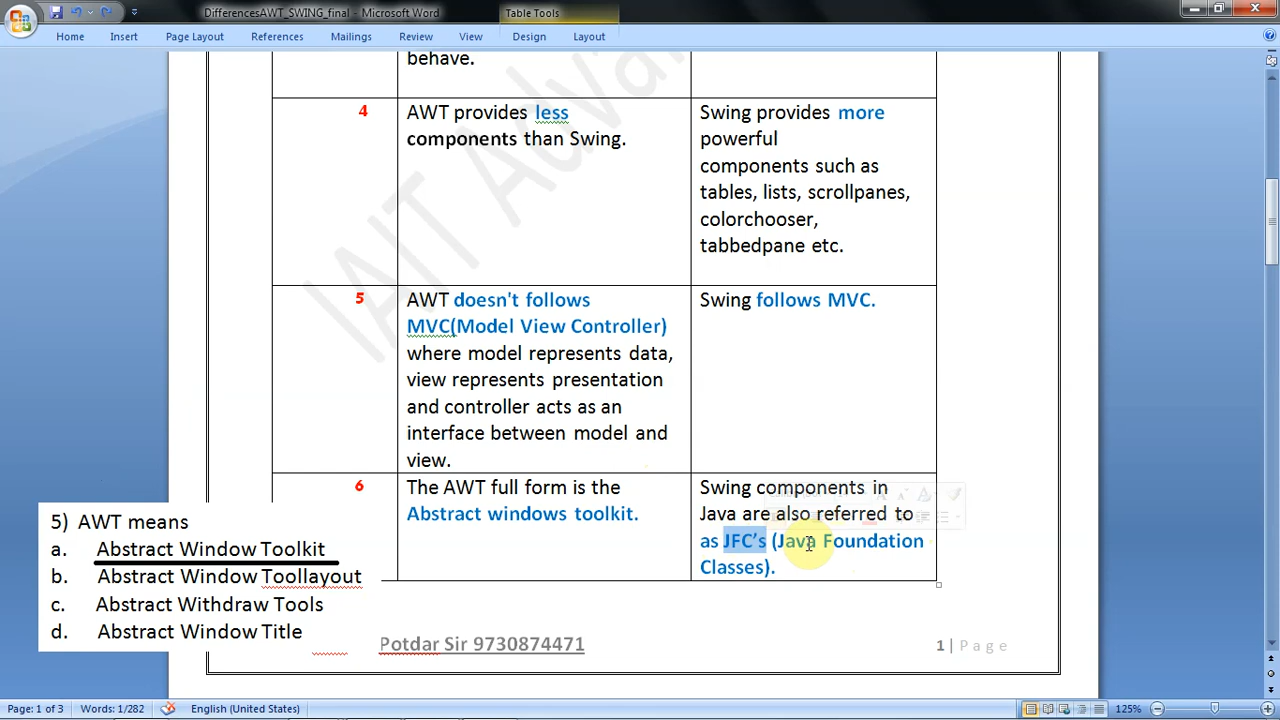 DifferencesAWT_SWING_final - Microsoft Word
Table Tools
Home Insert Page Layout References Mailings Review View Design Layout
behave.
4
AWT provides less
components than Swing.
Swing provides more
powerful
components such as
tables, lists, scrollpanes,
colorchooser,
tabbedpane etc.
5
AWT doesn't follows
MVC(Model View Controller)
where model represents data,
view represents presentation
and controller acts as an
interface between model and
view.
Swing follows MVC.
6
The AWT full form is the
Abstract windows toolkit.
Swing components in
Java are also referred to
as JFC’s (Java Foundation
Classes).
5) AWT means
a. Abstract Window Toolkit
b. Abstract Window Toollayout
c. Abstract Withdraw Tools
d. Abstract Window Title
Potdar Sir 9730874471
1 | Page
IAIT Advan
Page: 1 of 3 Words: 1/282 English (United States) 125%